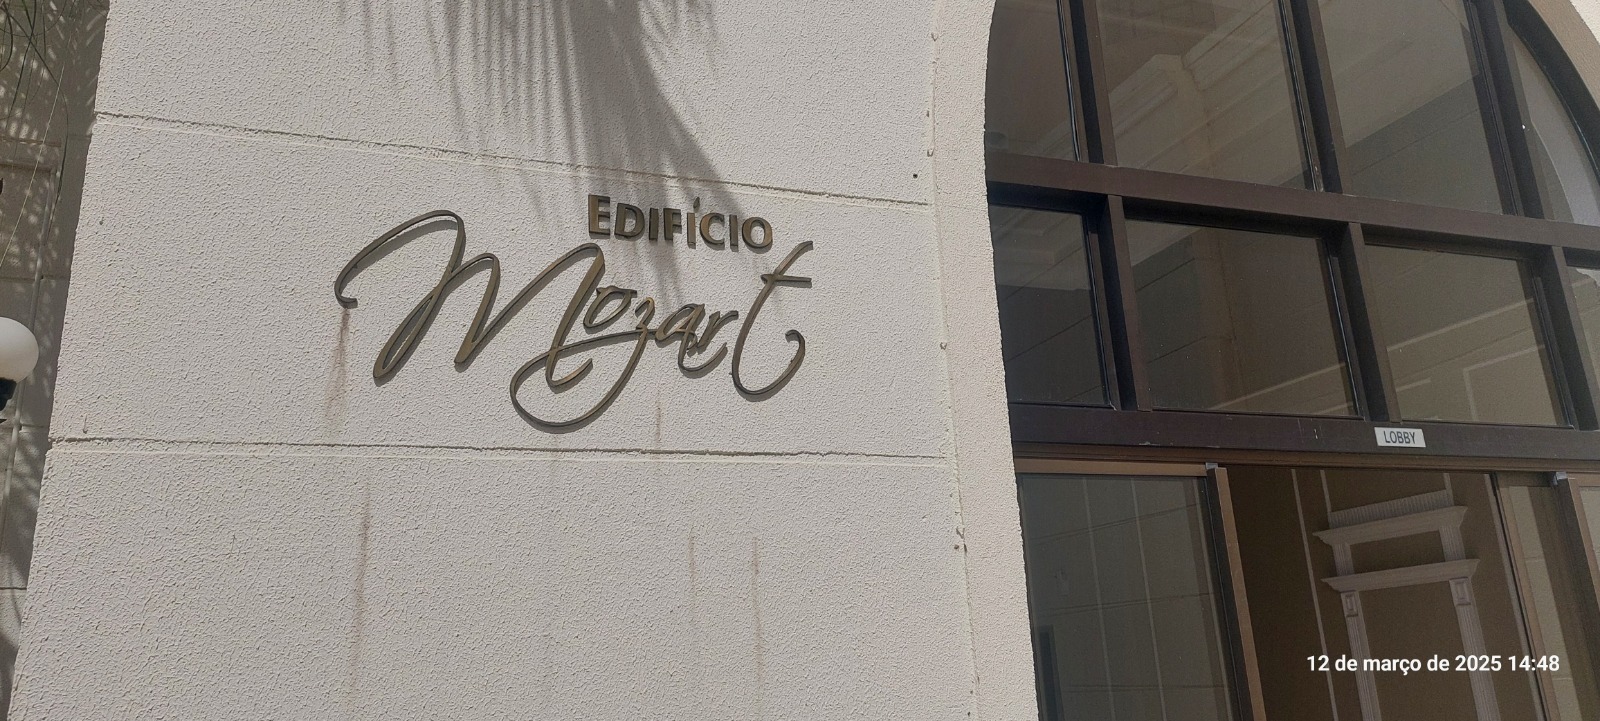 EDIFÍCIO
Mozart
LOBBY
12 de março de 2025 14:48